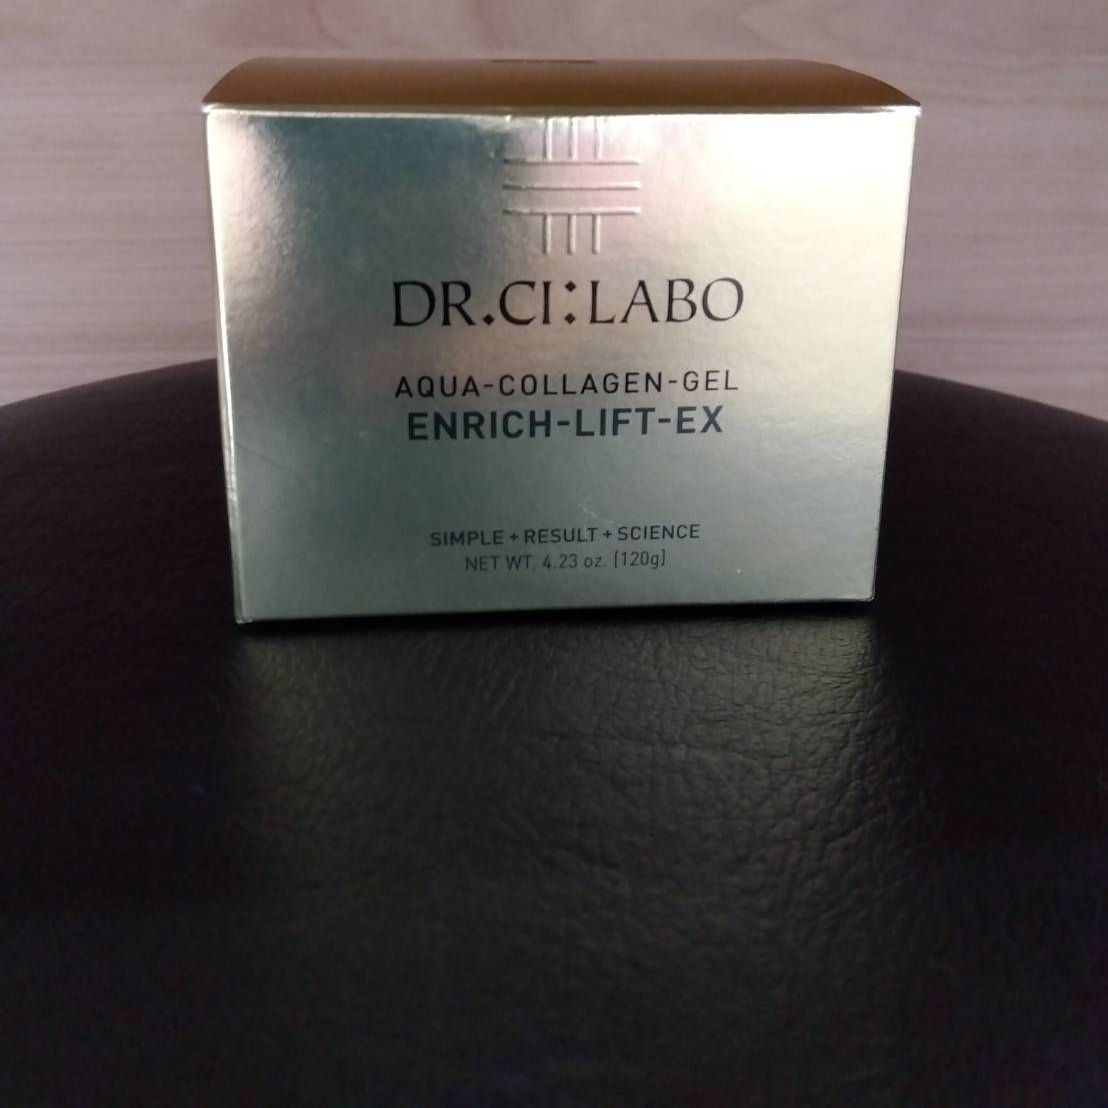 DR.CI:LABO
AQUA-COLLAGEN-GEL
ENRICH-LIFT-EX
SIMPLE + RESULT + SCIENCE
NET WT. 4.23 oz. [120g]